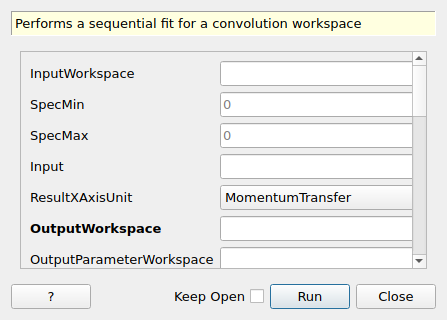 Performs a sequential fit for a convolution workspace
InputWorkspace
SpecMin 0
SpecMax 0
Input
ResultXAxisUnit MomentumTransfer
OutputWorkspace
OutputParameterWorkspace
? Keep Open Run Close